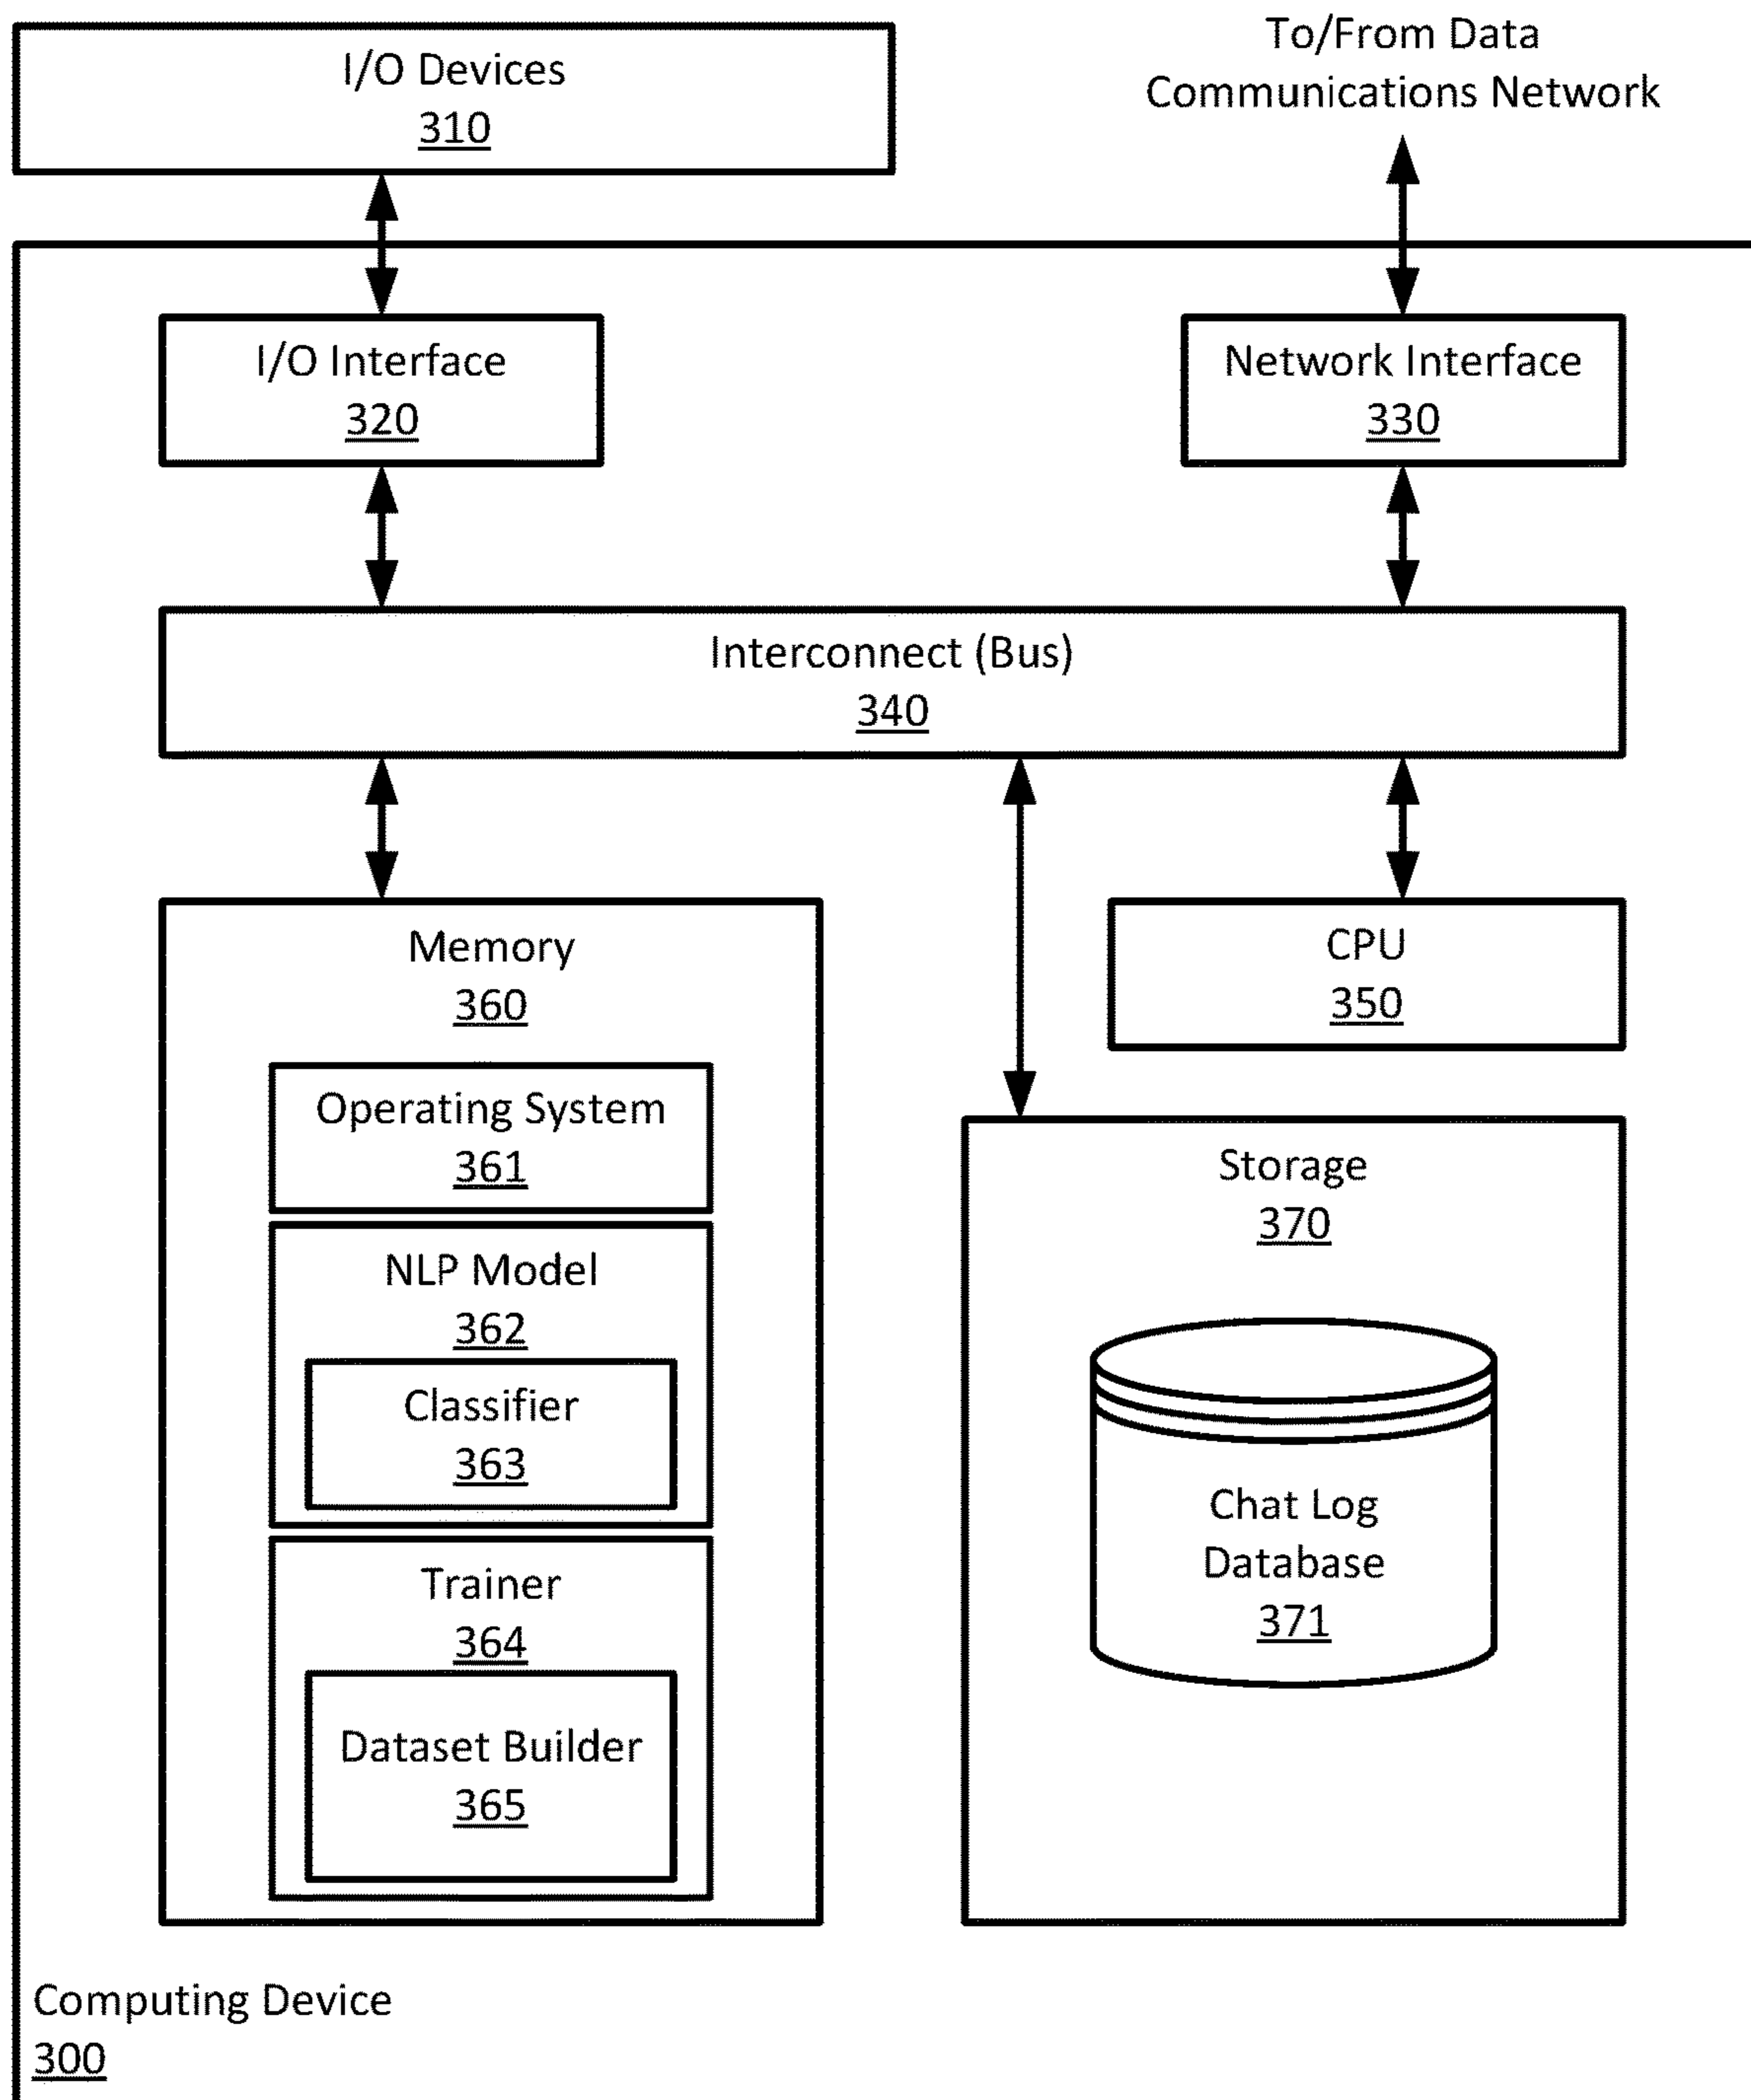 I/O Devices
310
To/From Data
Communications Network
I/O Interface
320
Network Interface
330
Interconnect (Bus)
340
Memory
360
Operating System
361
NLP Model
362
Classifier
363
Trainer
364
Dataset Builder
365
CPU
350
Storage
370
Chat Log
Database
371
Computing Device
300